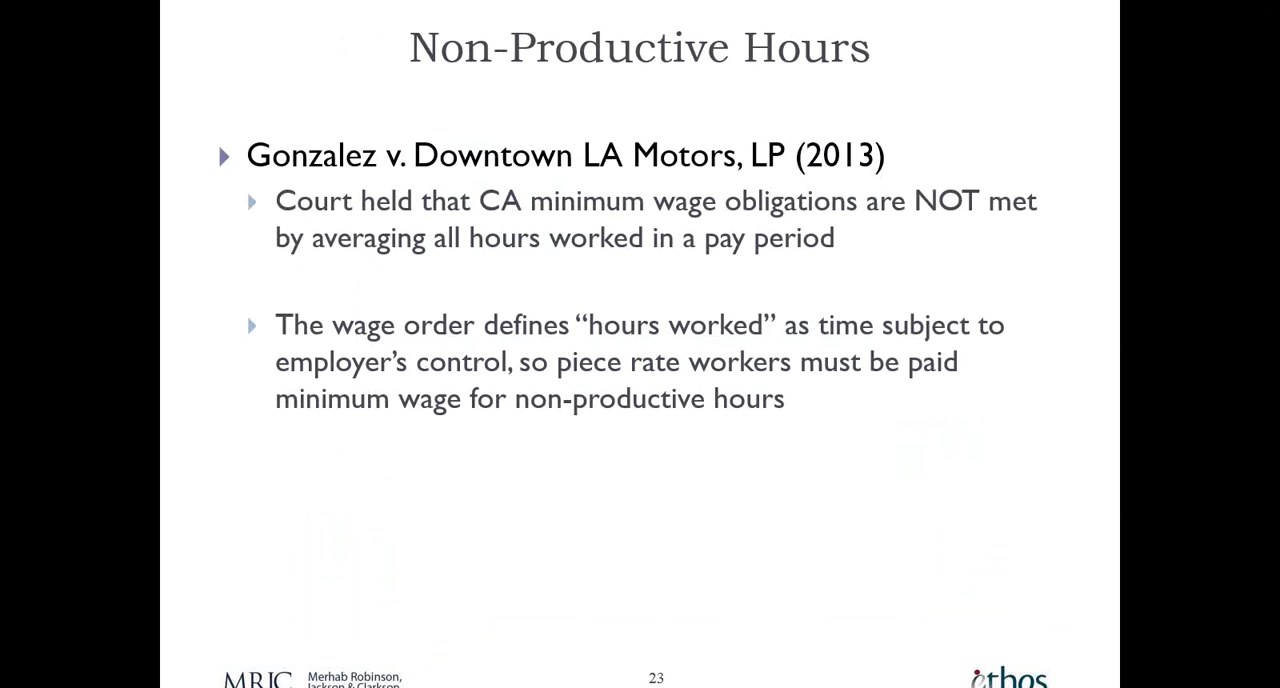 Non-Productive Hours
Gonzalez v. Downtown LA Motors, LP (2013)
Court held that CA minimum wage obligations are NOT met
by averaging all hours worked in a pay period
The wage order defines “hours worked” as time subject to
employer’s control, so piece rate workers must be paid
minimum wage for non-productive hours
MRJC
Merhab Robinson,
Jackson & Clarkson
23
ethos